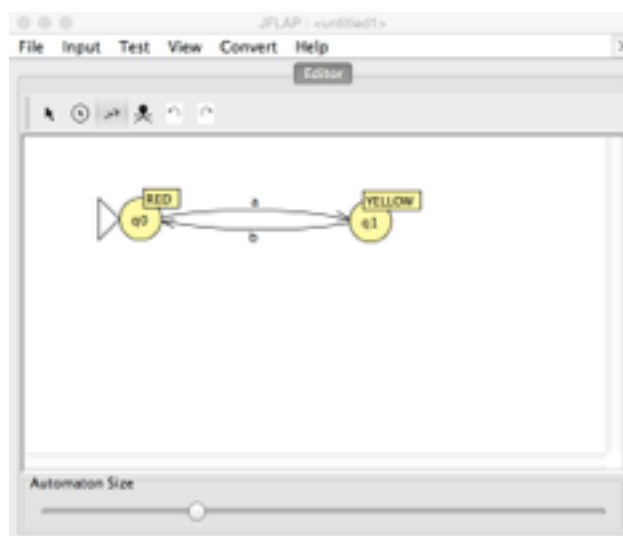 JFLAP : <untitled1>
File Input Test View Convert Help
Editor
RED
YELLOW
a
q0
q1
b
Automaton Size